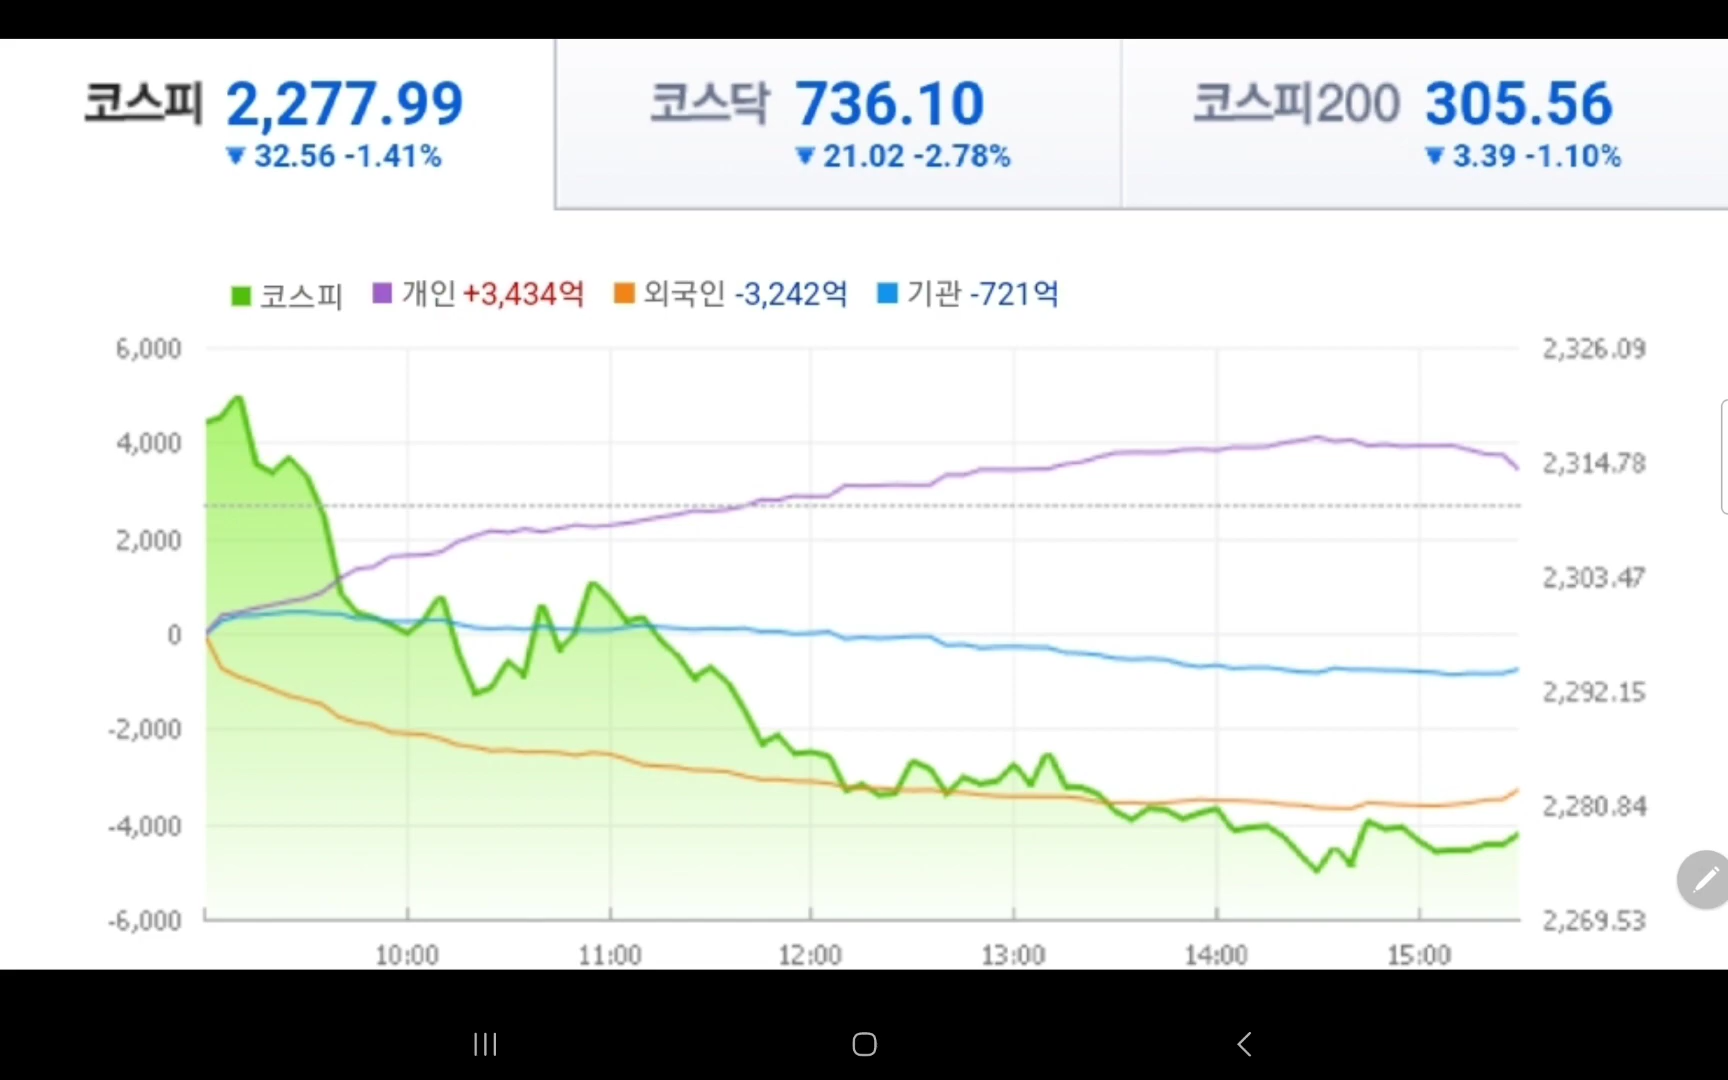 코스피 2,277.99
▼ 32.56 -1.41%
코스닥 736.10
▼ 21.02 -2.78%
코스피200 305.56
▼ 3.39 -1.10%
코스피 개인 +3,434억 외국인 -3,242억 기관 -721억
6,000
4,000
2,000
0
-2,000
-4,000
-6,000
2,326.09
2,314.78
2,303.47
2,292.15
2,280.84
2,269.53
10:00 11:00 12:00 13:00 14:00 15:00